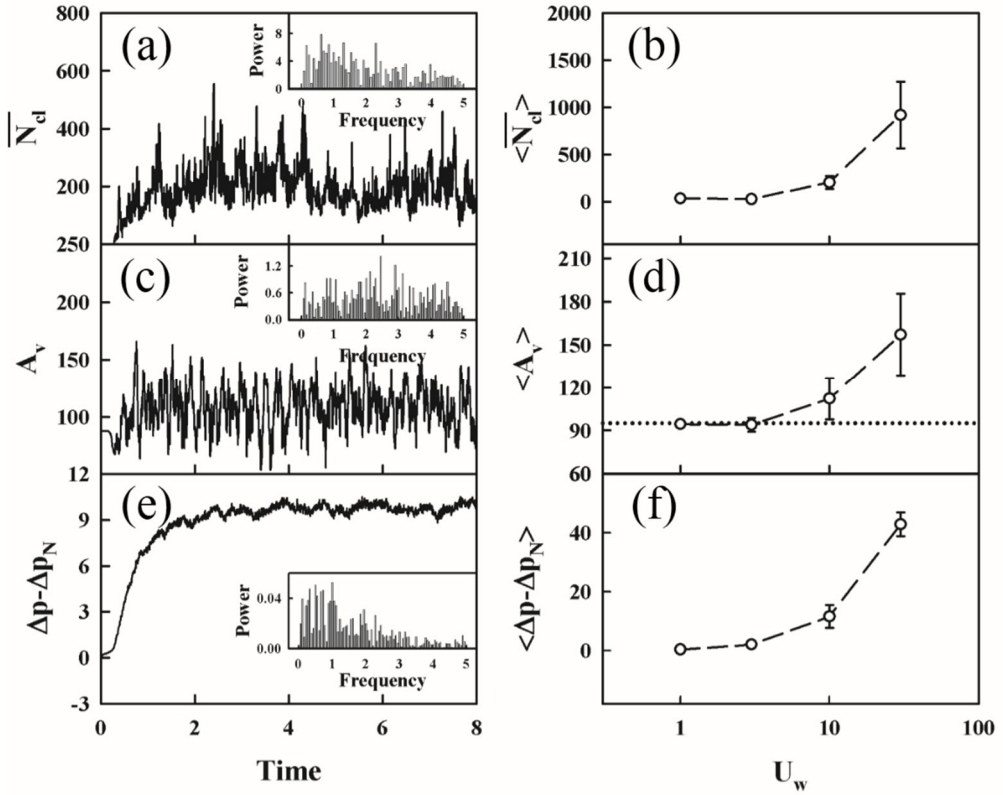 (a)
800
600
400
200
N̅cl
Power
8
4
0
0 1 2 3 4 5
Frequency
(b)
2000
1500
1000
500
0
<N̅cl>
(c)
250
200
150
100
Av
Power
1.2
0.6
0.0
0 1 2 3 4 5
Frequency
(d)
210
180
150
120
90
60
<Av>
(e)
12
9
6
3
0
-3
Δp-ΔpN
Power
0.04
0.00
0 1 2 3 4 5
Frequency
0 2 4 6 8
Time
(f)
40
20
0
<Δp-ΔpN>
1 10 100
Uw